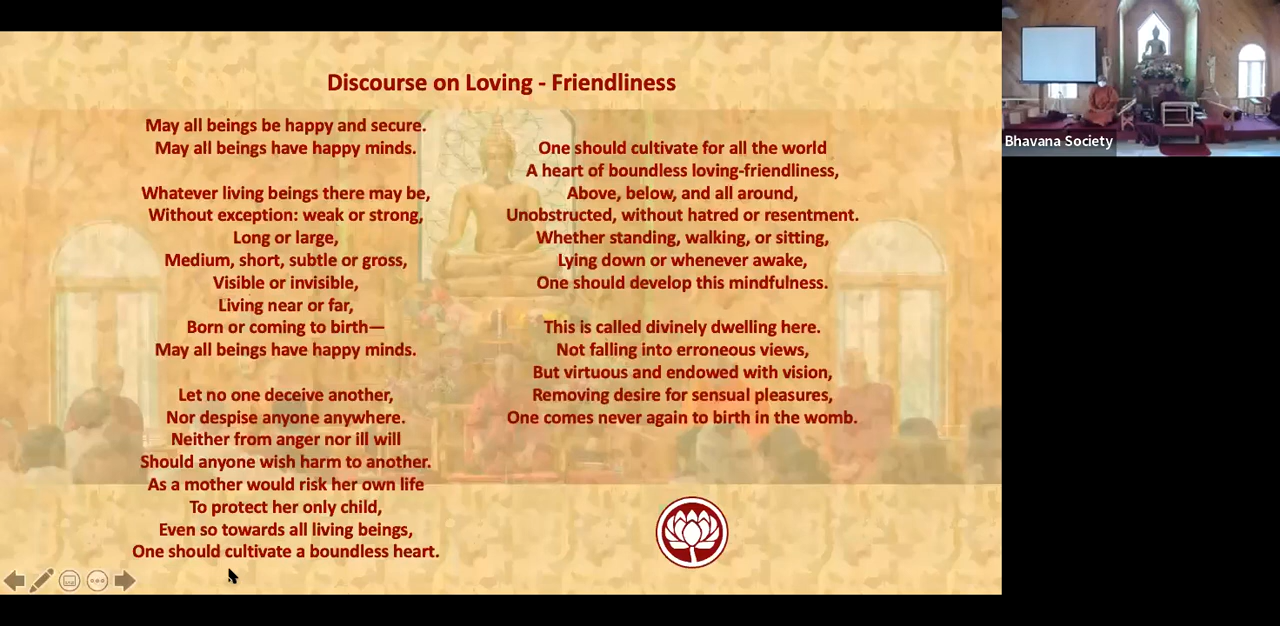 Discourse on Loving - Friendliness
May all beings be happy and secure.
May all beings have happy minds.
Whatever living beings there may be,
Without exception: weak or strong,
Long or large,
Medium, short, subtle or gross,
Visible or invisible,
Living near or far,
Born or coming to birth—
May all beings have happy minds.
Let no one deceive another,
Nor despise anyone anywhere.
Neither from anger nor ill will
Should anyone wish harm to another.
As a mother would risk her own life
To protect her only child,
Even so towards all living beings,
One should cultivate a boundless heart.
One should cultivate for all the world
A heart of boundless loving-friendliness,
Above, below, and all around,
Unobstructed, without hatred or resentment.
Whether standing, walking, or sitting,
Lying down or whenever awake,
One should develop this mindfulness.
This is called divinely dwelling here.
Not falling into erroneous views,
But virtuous and endowed with vision,
Removing desire for sensual pleasures,
One comes never again to birth in the womb.
Bhavana Society